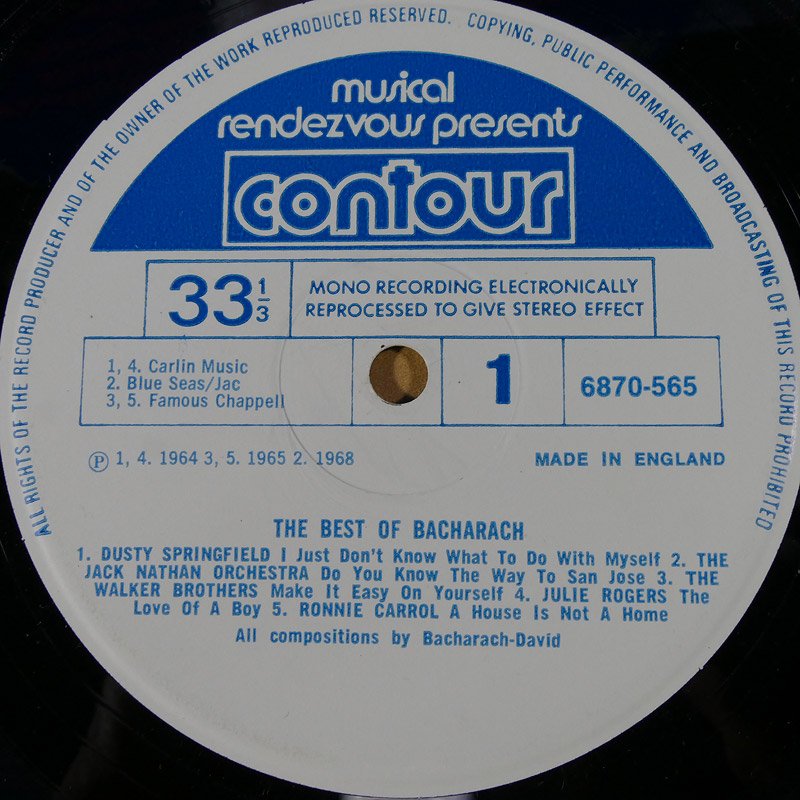 ALL RIGHTS OF THE RECORD PRODUCER AND OF THE OWNER OF THE WORK REPRODUCED RESERVED. COPYING, PUBLIC PERFORMANCE AND BROADCASTING OF THIS RECORD PROHIBITED
musical
rendezvous presents
contour
33 1/3
MONO RECORDING ELECTRONICALLY
REPROCESSED TO GIVE STEREO EFFECT
1, 4. Carlin Music
2. Blue Seas/Jac
3, 5. Famous Chappell
1
6870-565
Ⓟ 1, 4. 1964 3, 5. 1965 2. 1968
MADE IN ENGLAND
THE BEST OF BACHARACH
1. DUSTY SPRINGFIELD I Just Don't Know What To Do With Myself 2. THE
JACK NATHAN ORCHESTRA Do You Know The Way To San Jose 3. THE
WALKER BROTHERS Make It Easy On Yourself 4. JULIE ROGERS The
Love Of A Boy 5. RONNIE CARROL A House Is Not A Home
All compositions by Bacharach-David